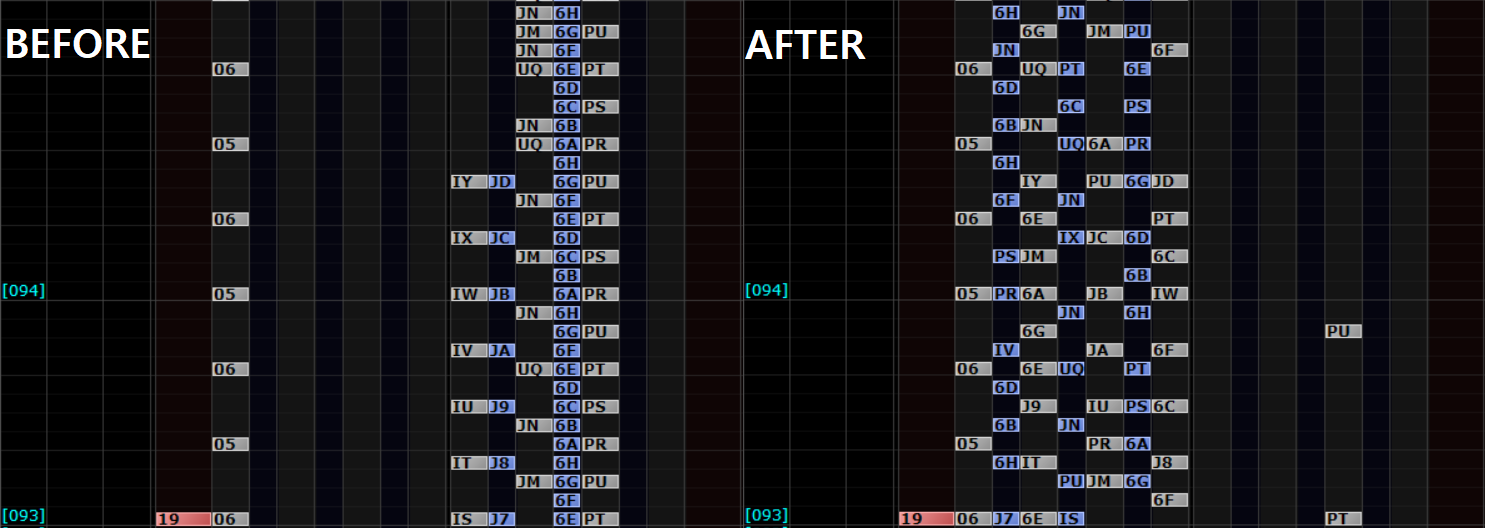 BEFORE
JN 6H
JM 6G PU
JN 6F
06 UQ 6E PT
6D
6C PS
JN 6B
05 UQ 6A PR
6H
IY JD 6G PU
JN 6F
06 6E PT
IX JC 6D
JM 6C PS
6B
[094] 05 IW JB 6A PR
JN 6H
6G PU
IV JA 6F
06 UQ 6E PT
6D
IU J9 6C PS
JN 6B
05 6A PR
IT J8 6H
JM 6G PU
6F
[093] 19 06 IS J7 6E PT
AFTER
6H JN
6G JM PU
JN 6F
06 UQ PT 6E
6D
6C PS
6B JN
05 UQ 6A PR
6H
IY PU 6G JD
6F JN
06 6E PT
IX JC 6D
PS JM 6C
6B
[094] 05 PR 6A JB IW
JN 6H
6G PU
IV JA 6F
06 6E UQ PT
6D
J9 IU PS 6C
6B JN
05 PR 6A
6H IT J8
PU JM 6G
6F
[093] 19 06 J7 6E IS PT